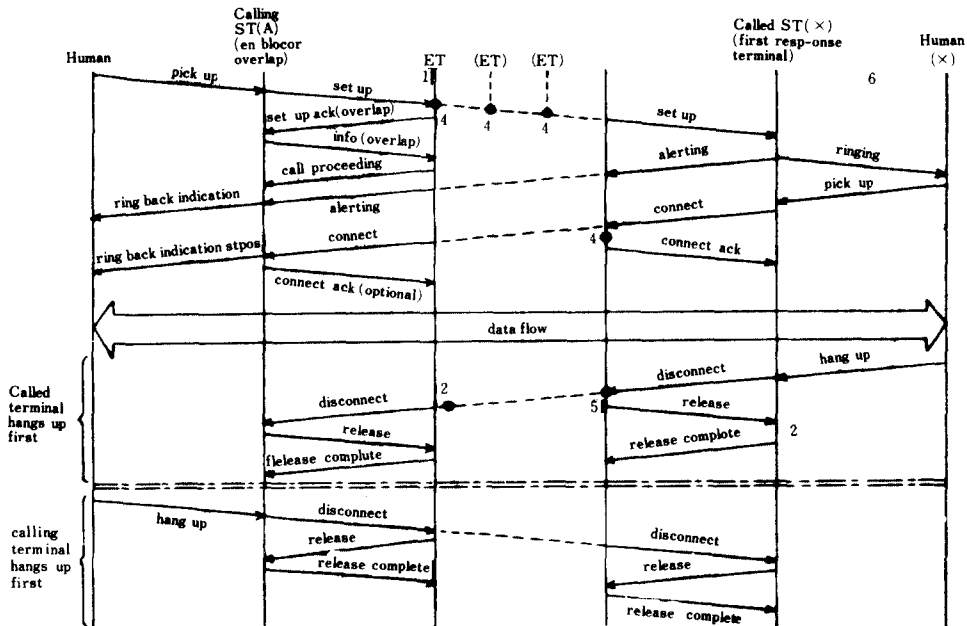 Human
Calling
ST(A)
(en blocor
overlap)
ET
(ET)
(ET)
Called ST(×)
(first resp-onse
terminal)
Human
(×)
pick up
1
6
set up
set up ack(overlap)
4
4
4
set up
info (overlap)
call proceeding
alerting
ringing
ring back indication
alerting
pick up
connect
connect
4
ring back indication stpos.
connect ack
connect ack (optional)
data flow
hang up
Called
terminal
hangs up
first
disconnect
2
disconnect
5
release
release
2
release complote
flelease complute
hang up
disconnect
calling
terminal
hangs up
first
release
disconnect
release complete
release
release complete